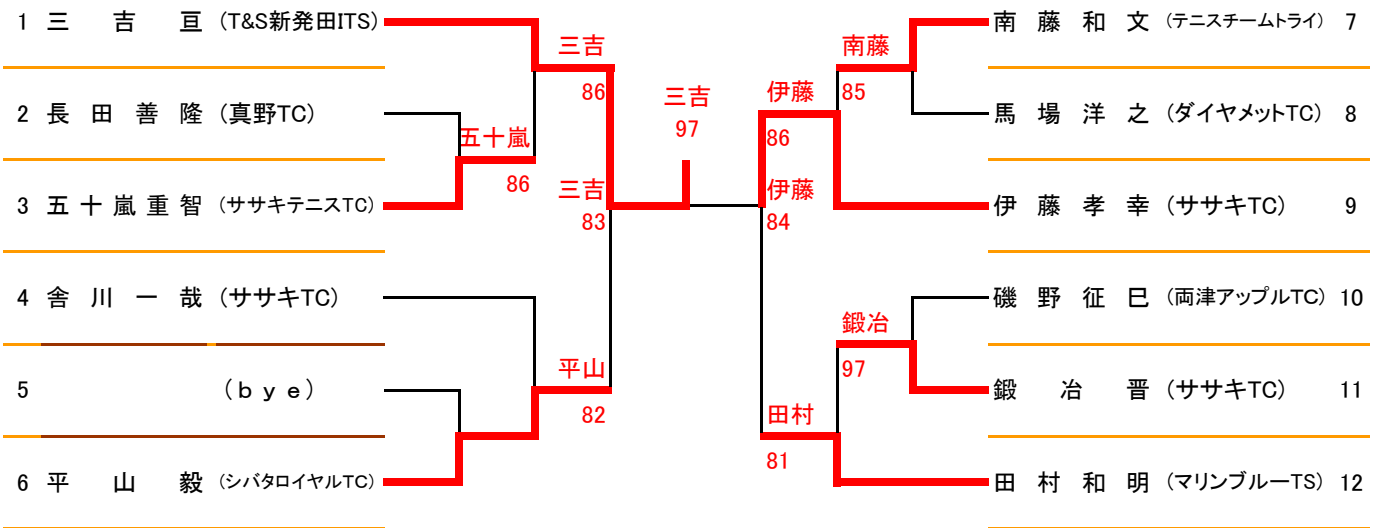 1 三吉亘 (T&S新発田ITS)
2 長田善隆 (真野TC)
3 五十嵐重智 (ササキテニスTC)
4 舎川一哉 (ササキTC)
5 (ｂｙｅ)
6 平山毅 (シバタロイヤルTC)
三吉
86
五十嵐
86
三吉
83
平山
82
三吉
97
伊藤
86
伊藤
84
田村
81
南藤
85
鍛冶
97
南藤和文 (テニスチームトライ) 7
馬場洋之 (ダイヤメットTC) 8
伊藤孝幸 (ササキTC) 9
磯野征巳 (両津アップルTC) 10
鍛冶晋 (ササキTC) 11
田村和明 (マリンブルーTS) 12